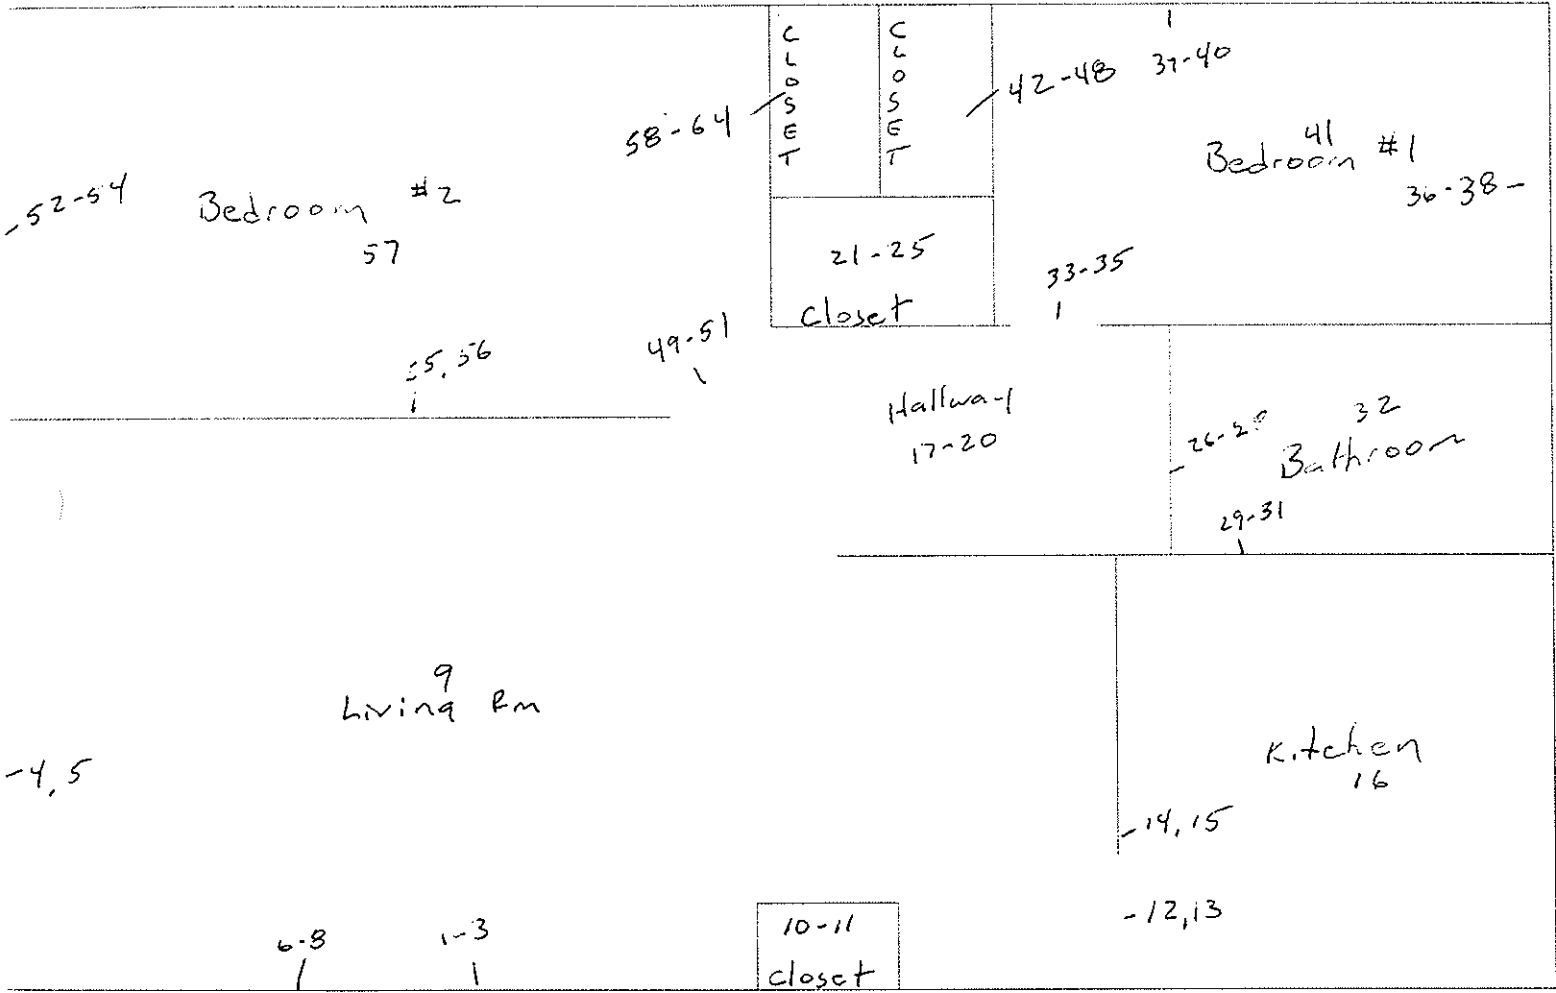 CLOSET
CLOSET
58-64
42-48
37-40
52-54
Bedroom #2
57
41
Bedroom #1
36-38
21-25
closet
33-35
49-51
55, 56
Hallway
17-20
32
Bathroom
29-31
9
Living Rm
4, 5
Kitchen
16
14, 15
12, 13
6-8
1-3
10-11
closet